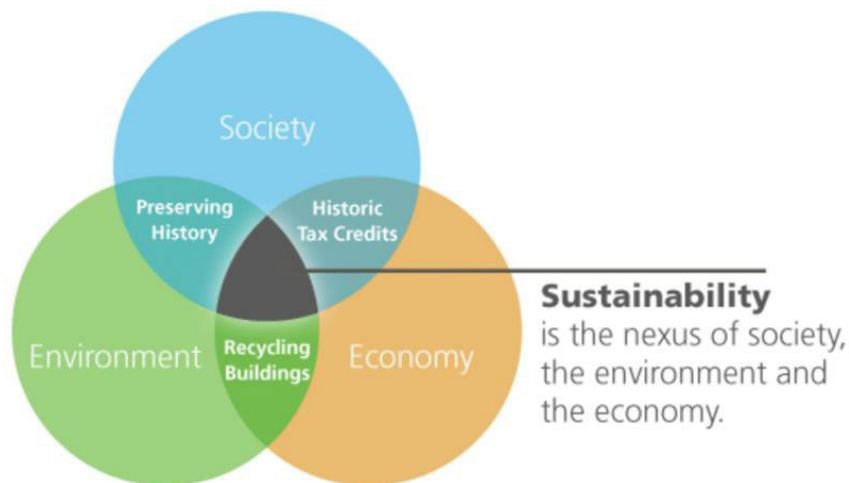 Society
Preserving
History
Historic
Tax Credits
Environment
Recycling
Buildings
Economy
Sustainability
is the nexus of society,
the environment and
the economy.